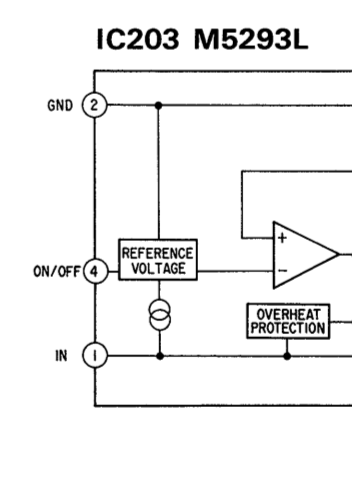 IC203 M5293L
GND 2
+
REFERENCE
VOLTAGE
ON/OFF 4
−
OVERHEAT
PROTECTION
IN 1